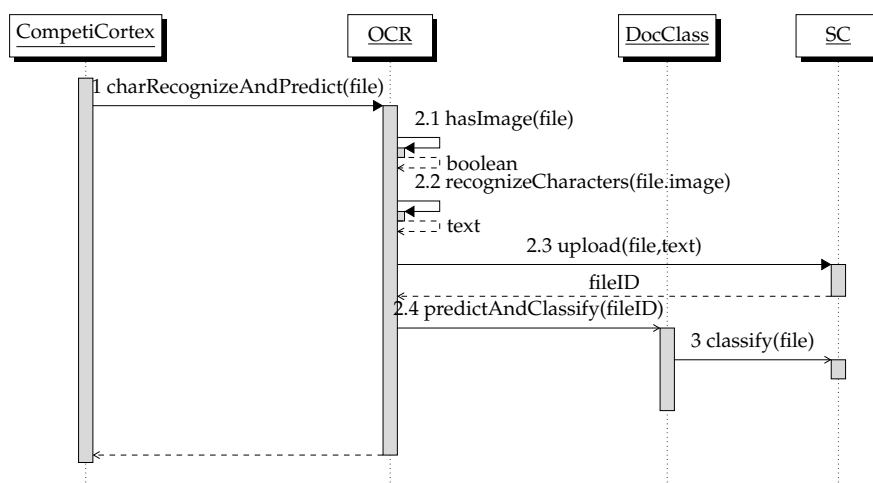 CompetiCortex
OCR
DocClass
SC
1 charRecognizeAndPredict(file)
2.1 hasImage(file)
boolean
2.2 recognizeCharacters(file.image)
text
2.3 upload(file,text)
fileID
2.4 predictAndClassify(fileID)
3 classify(file)